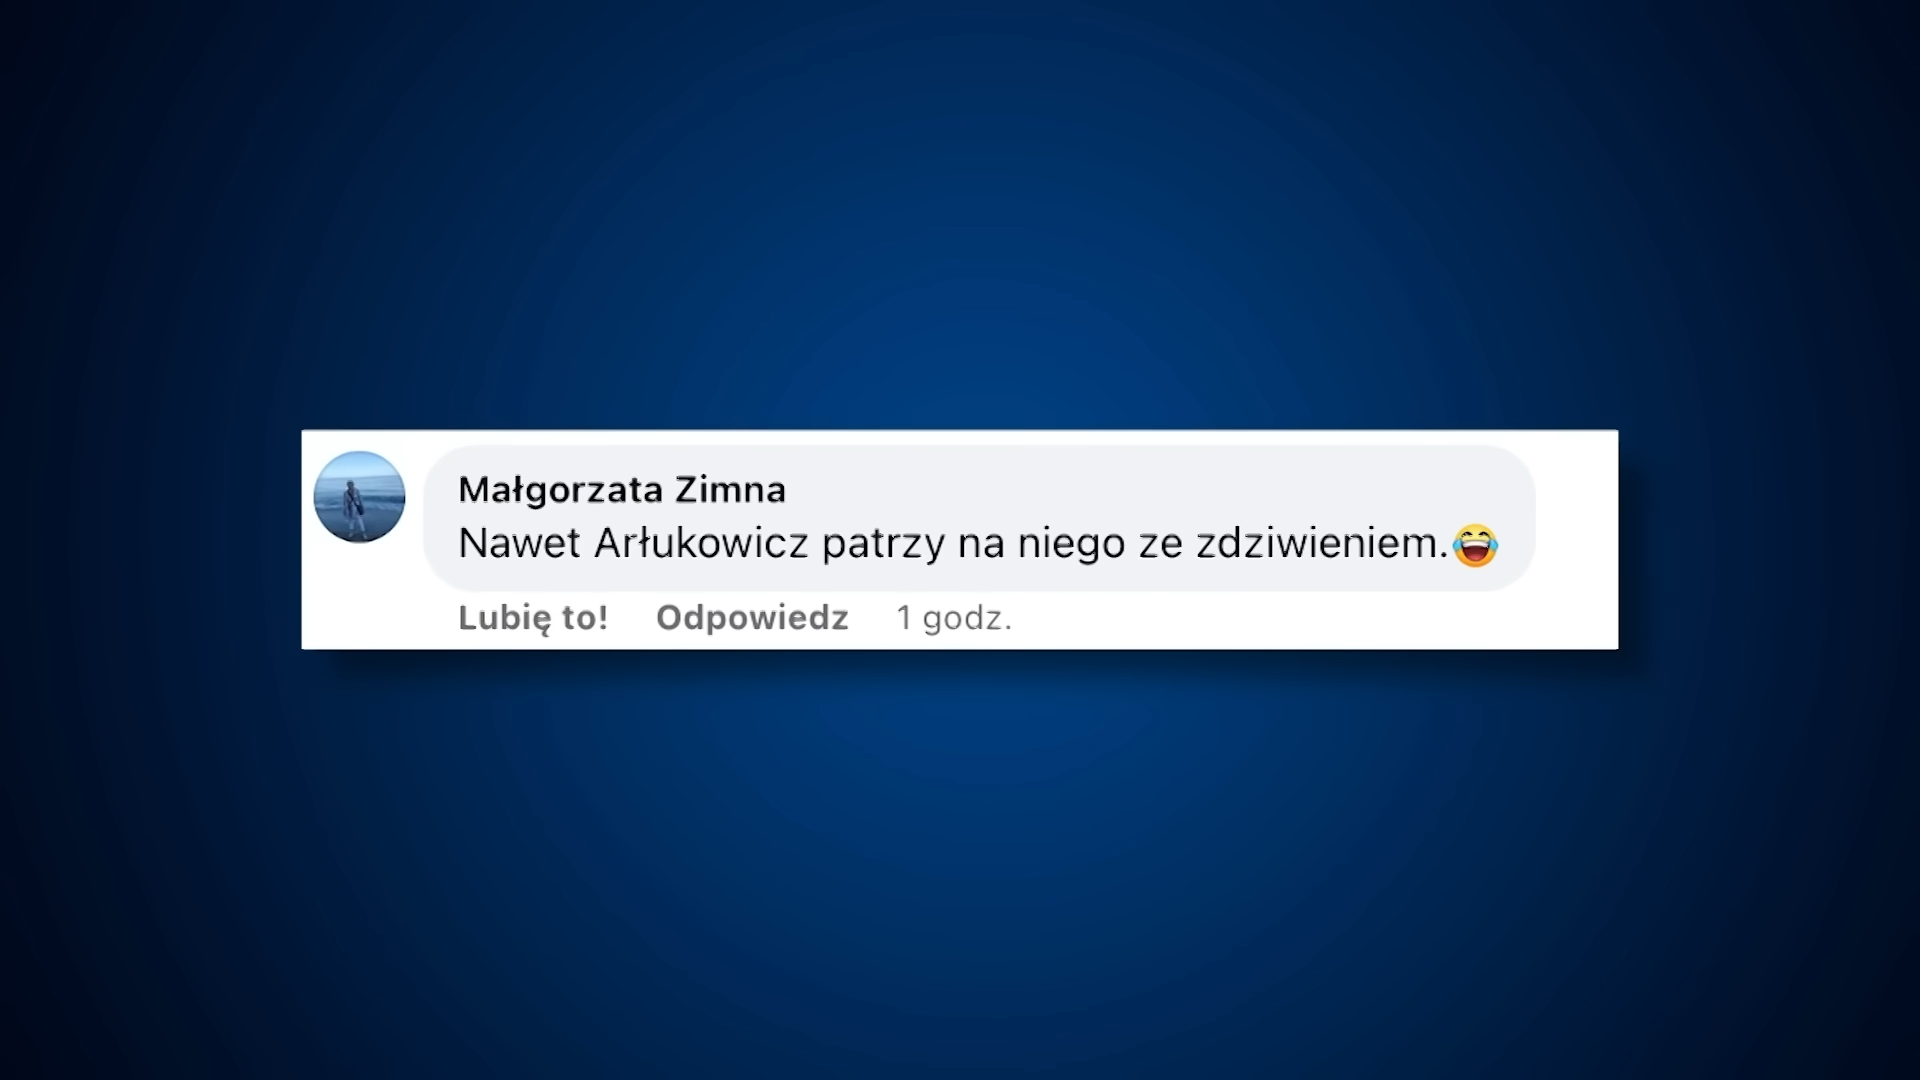 Małgorzata Zimna
Nawet Arłukowicz patrzy na niego ze zdziwieniem.😂
Lubię to! Odpowiedz 1 godz.